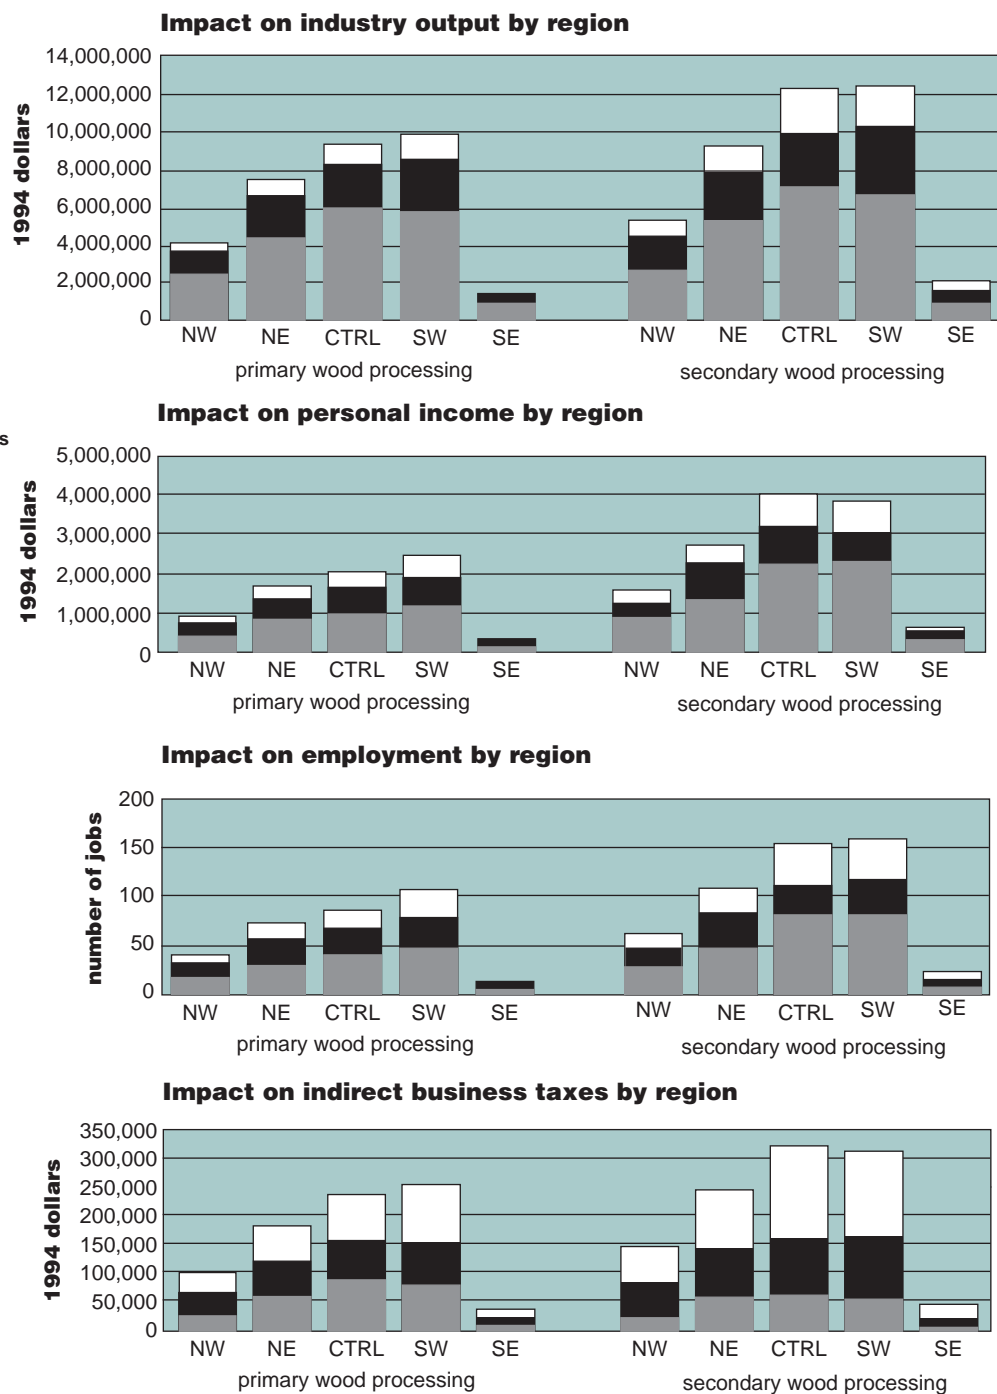 Impact on industry output by region
14,000,000
12,000,000
10,000,000
8,000,000
6,000,000
4,000,000
2,000,000
0
1994 dollars
NW NE CTRL SW SE NW NE CTRL SW SE
primary wood processing secondary wood processing
Impact on personal income by region
s
5,000,000
4,000,000
3,000,000
2,000,000
1,000,000
0
1994 dollars
NW NE CTRL SW SE NW NE CTRL SW SE
primary wood processing secondary wood processing
Impact on employment by region
200
150
100
50
0
number of jobs
NW NE CTRL SW SE NW NE CTRL SW SE
primary wood processing secondary wood processing
Impact on indirect business taxes by region
350,000
300,000
250,000
200,000
150,000
100,000
50,000
0
1994 dollars
NW NE CTRL SW SE NW NE CTRL SW SE
primary wood processing secondary wood processing